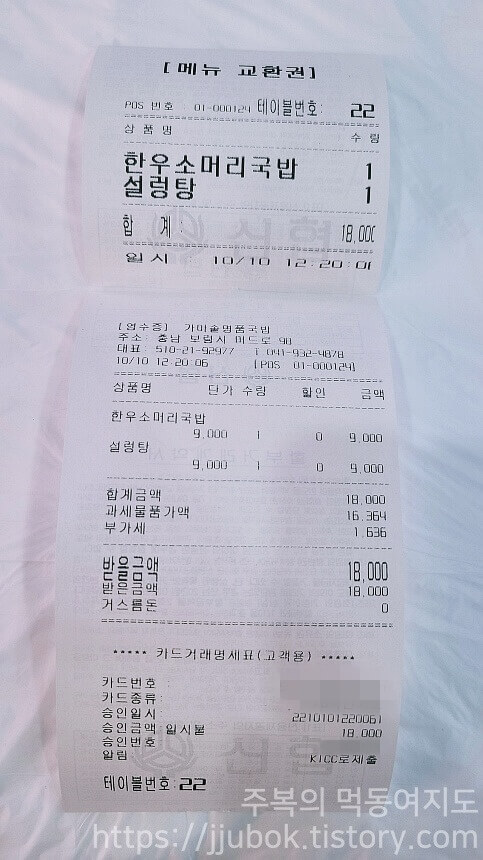 [메뉴 교환권]
POS 번호 01-000124 테이블번호: 22
상 품 명 수 량
한우소머리국밥 1
설렁탕 1
합 계: 18,000
일 시 10/10 12:20:0
[영수증] 가마솥명품국밥
주소: 충남 보령시 미드로 98
대표: 510-21-92977 [ 041-932-4878
10/10 12:20:06 [POS 01-000124]
상품명 단가 수량 할인 금액
한우소머리국밥
9,000 1 0 9,000
설렁탕
9,000 1 0 9,000
합계금액 18,000
과세물품가액 16,364
부가세 1,636
받을금액 18,000
받은금액 18,000
거스름돈 0
***** 카드거래명세표(고객용) *****
카드번호 :
카드종류:
승인일시 : 221010122006
승인금액 일시불 18,000
승인번호
알림 KICC로제출
테이블번호:22
주복의 먹동여지도
https://jjubok.tistory.com